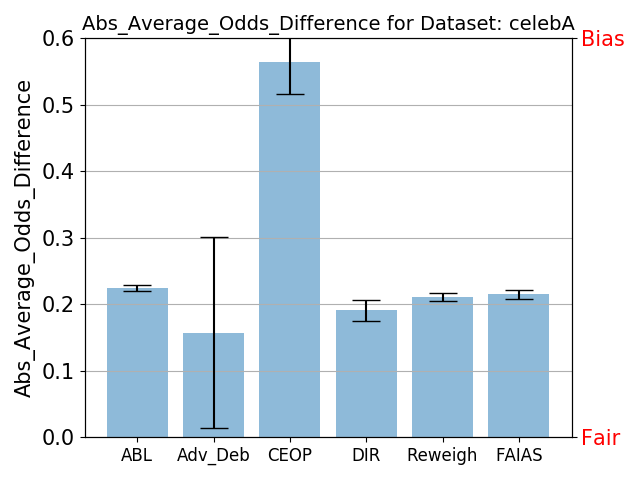 Abs_Average_Odds_Difference for Dataset: celebA
Bias
0.6
0.5
0.4
0.3
0.2
0.1
0.0
Abs_Average_Odds_Difference
Fair
ABL Adv_Deb CEOP DIR Reweigh FAIAS